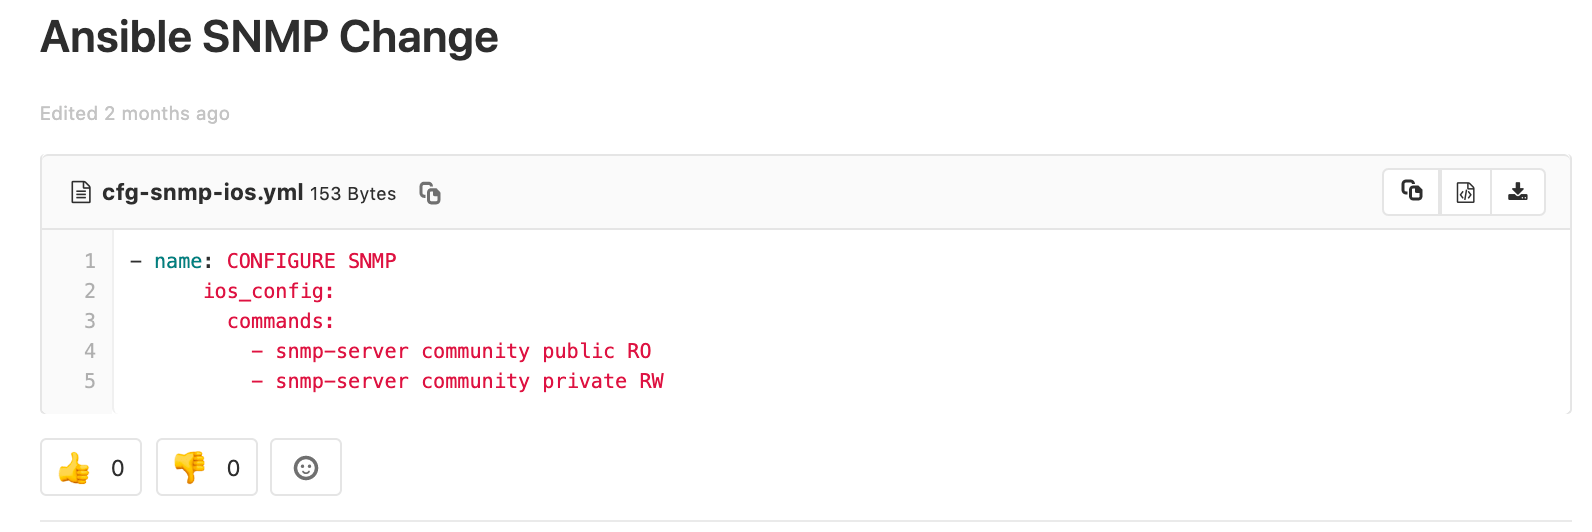 Ansible SNMP Change
Edited 2 months ago
cfg-snmp-ios.yml 153 Bytes
1 - name: CONFIGURE SNMP
2       ios_config:
3         commands:
4           - snmp-server community public RO
5           - snmp-server community private RW
0 0